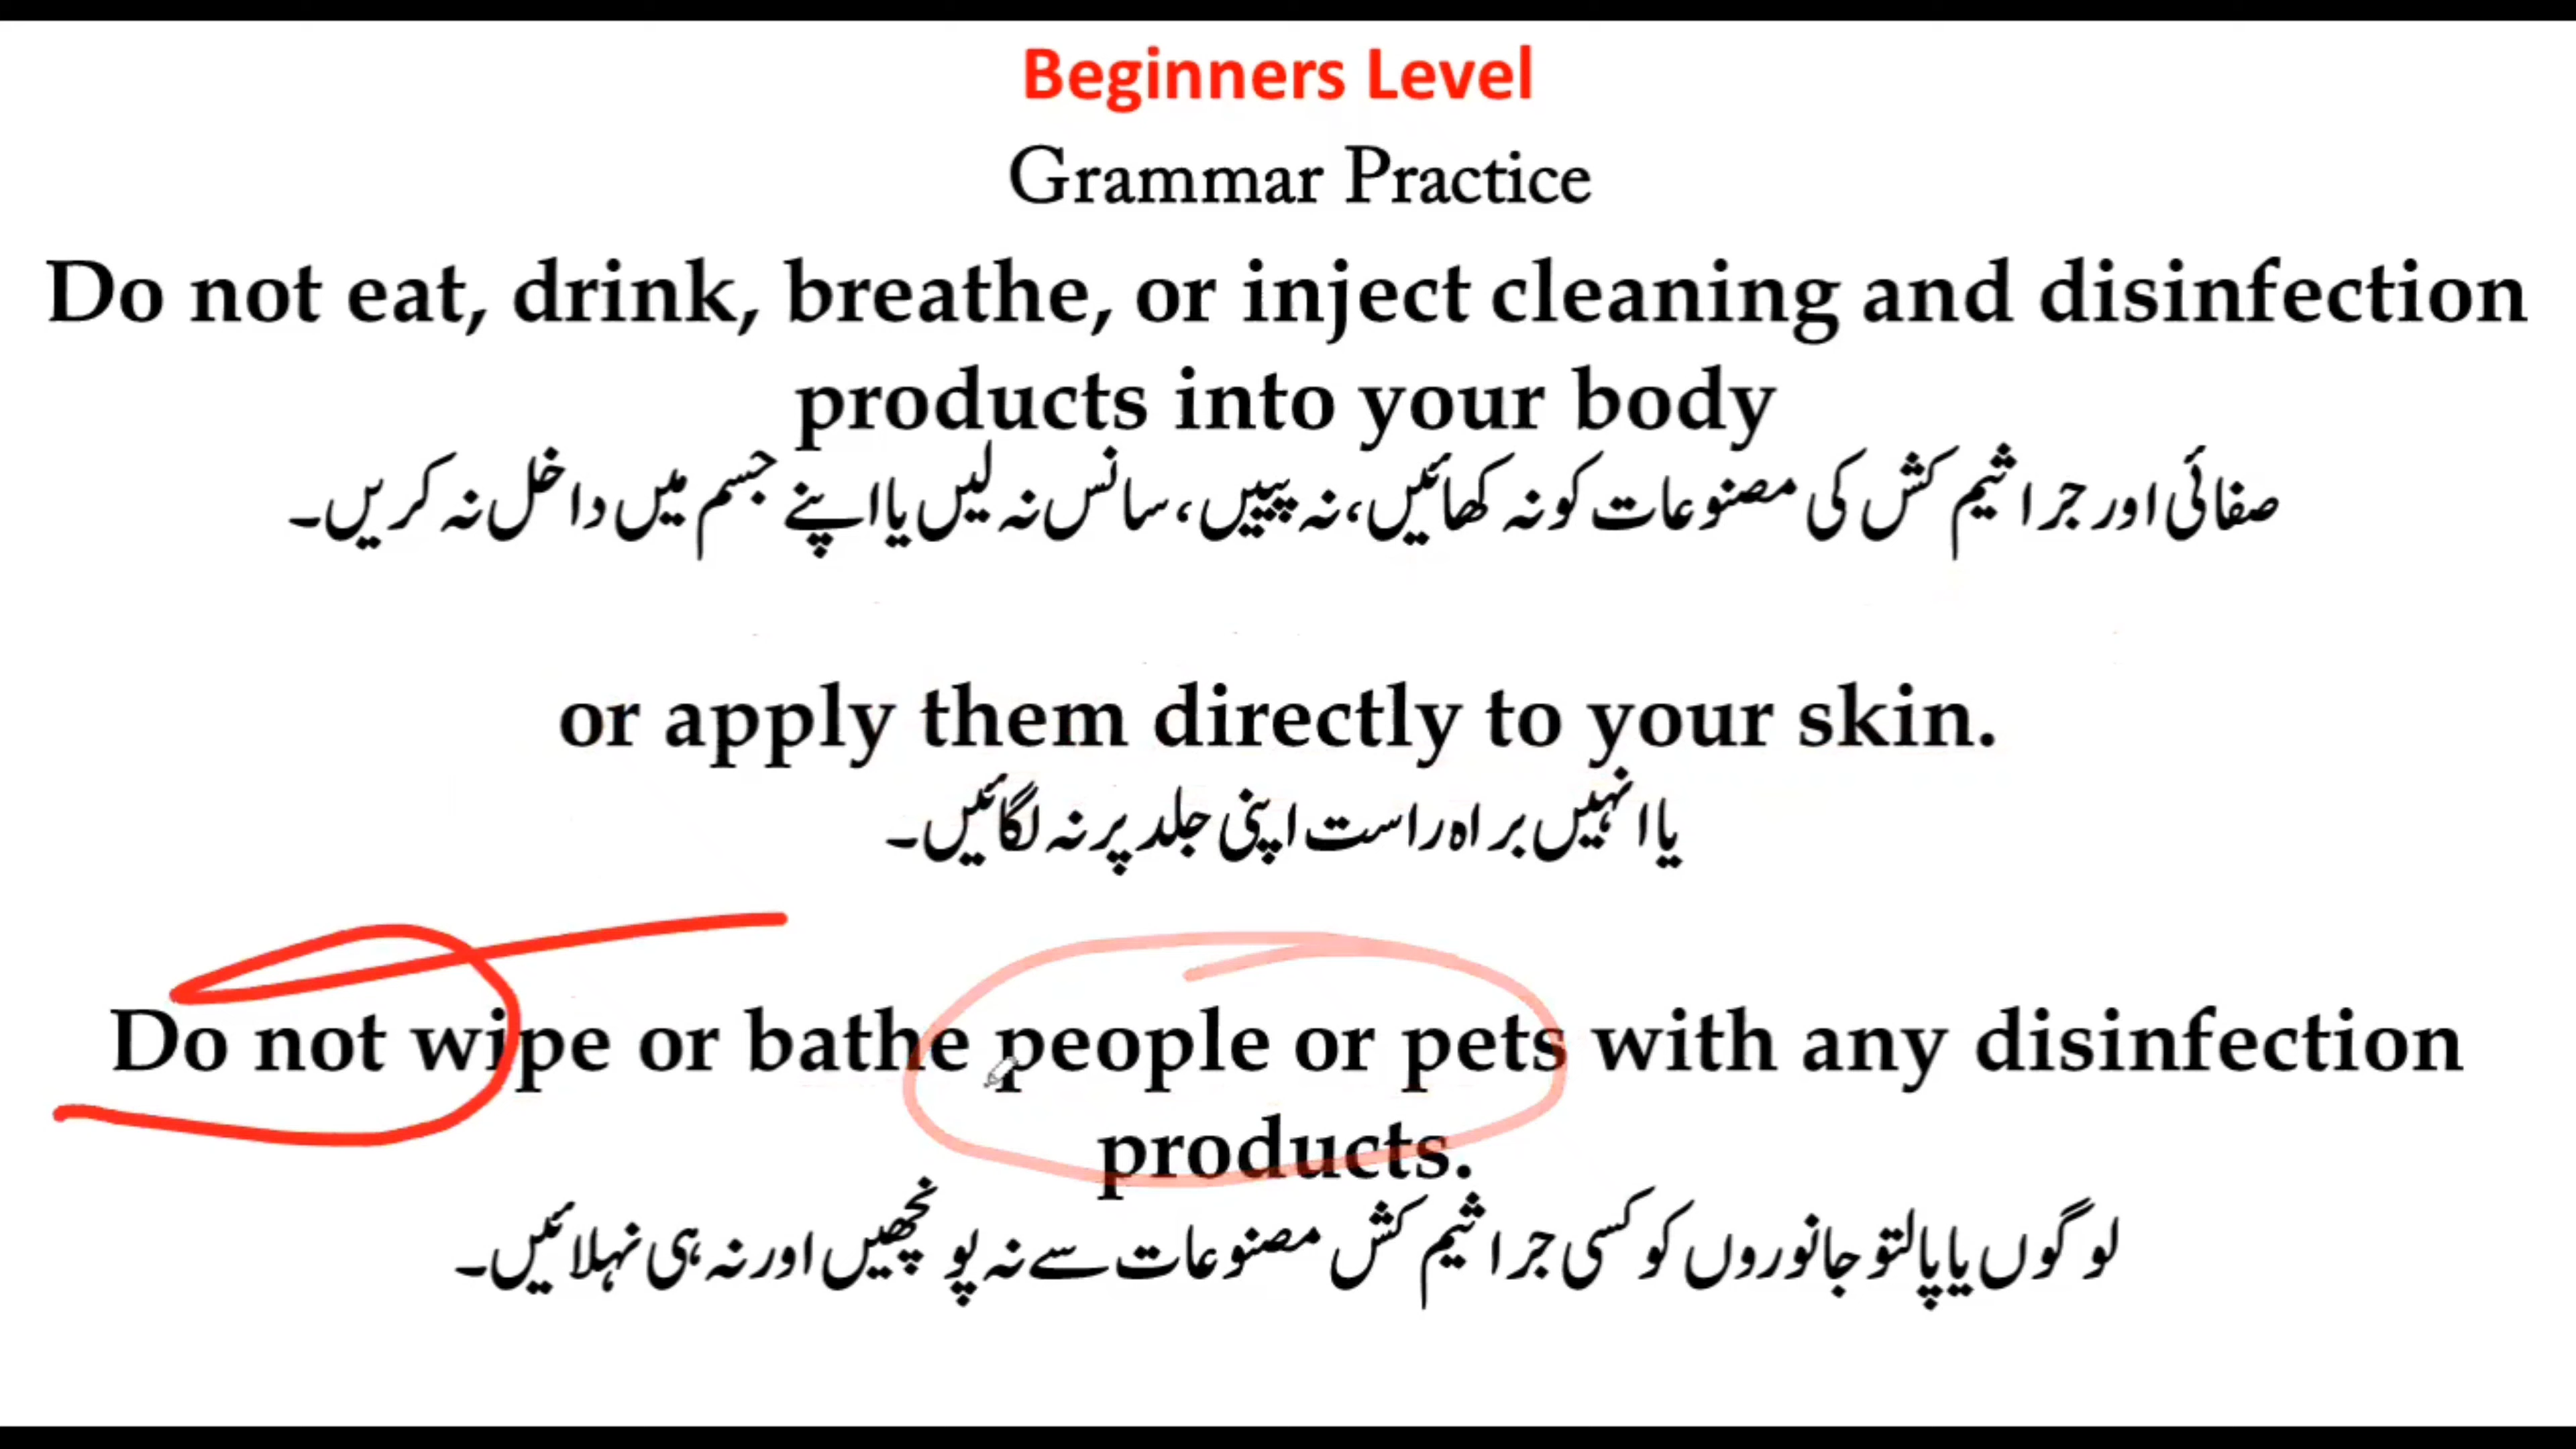 Beginners Level
Grammar Practice
Do not eat, drink, breathe, or inject cleaning and disinfection
products into your body
صفائی اور جراثیم کش کی مصنوعات کو نہ کھائیں، نہ پییں، سانس نہ لیں یا اپنے جسم میں داخل نہ کریں۔
or apply them directly to your skin.
یا انہیں براہ راست اپنی جلد پر نہ لگائیں۔
Do not wipe or bathe people or pets with any disinfection
products.
لوگوں یا پالتو جانوروں کو کسی جراثیم کش مصنوعات سے نہ پونچھیں اور نہ ہی نہلائیں۔